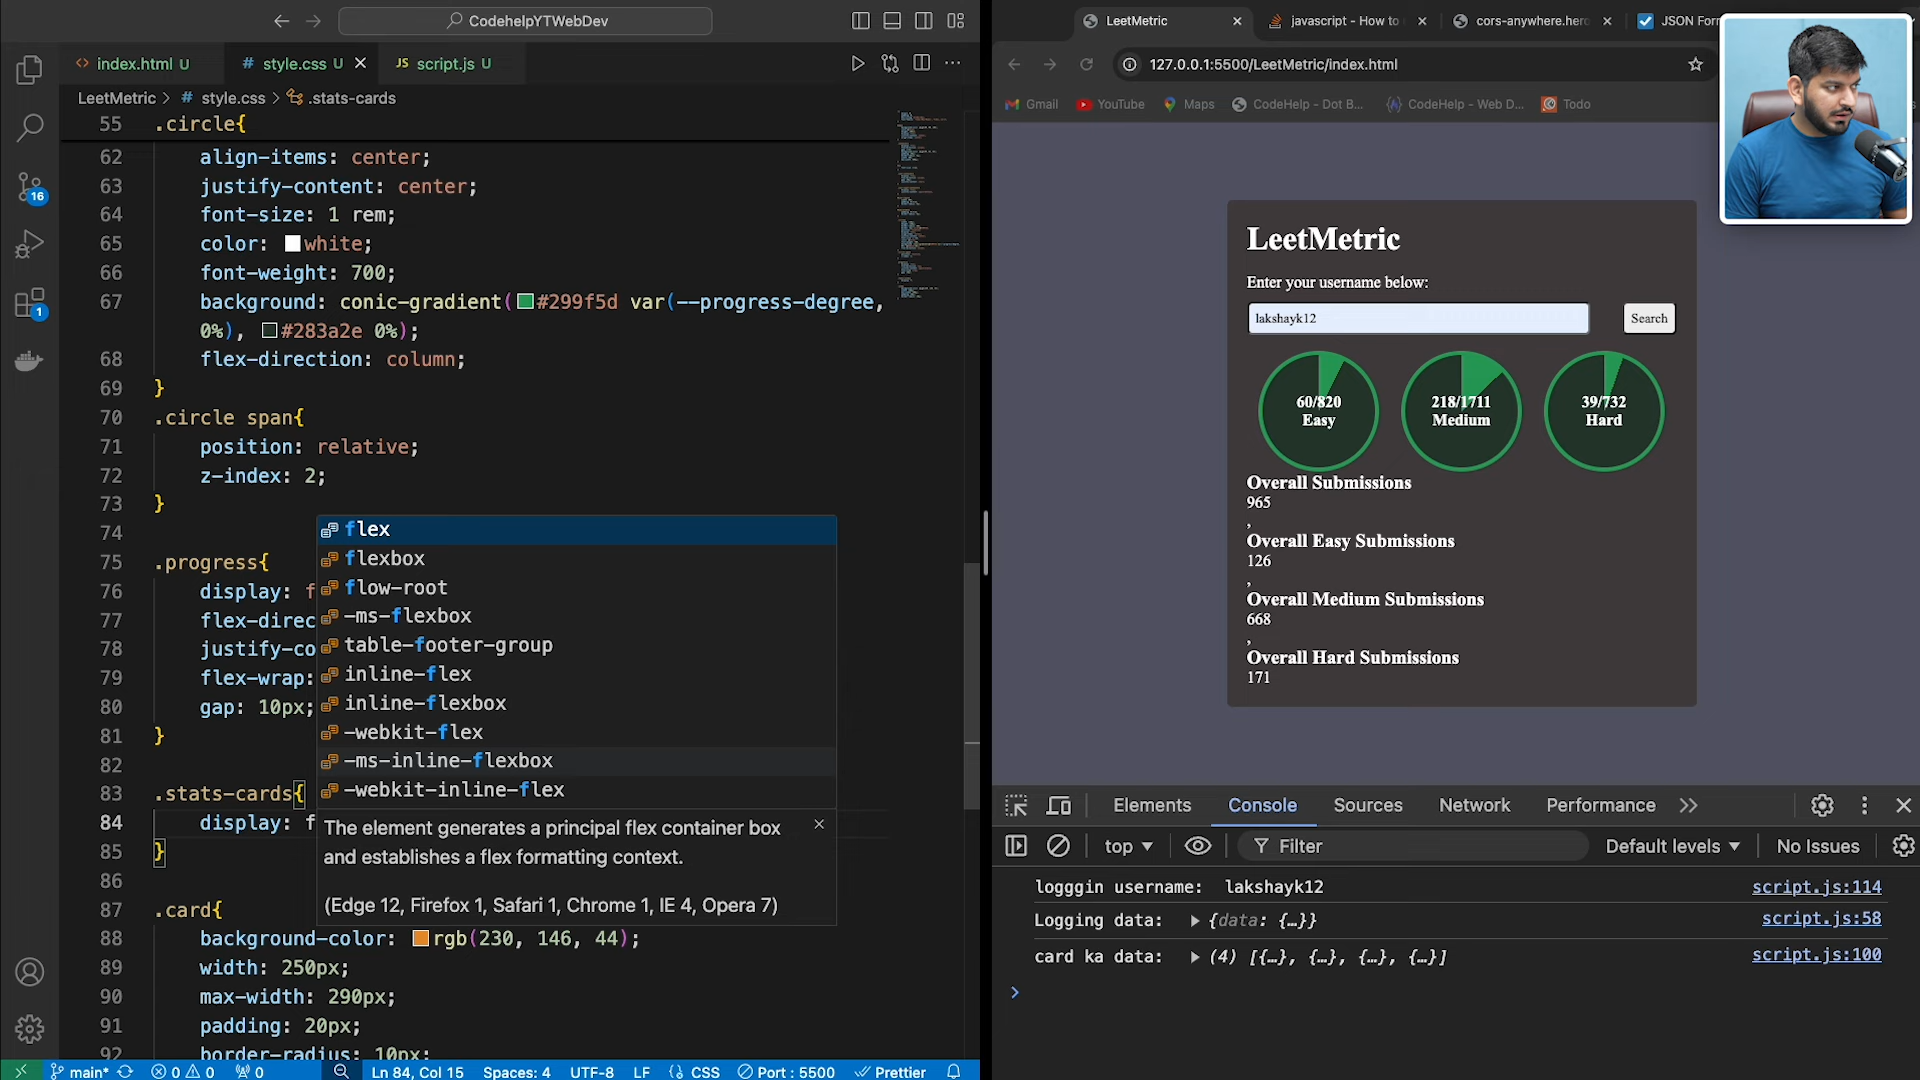 CodehelpYTWebDev
index.html U
# style.css U
JS script.js U
LeetMetric > # style.css > .stats-cards
55 .circle{
62 align-items: center;
63 justify-content: center;
64 font-size: 1 rem;
65 color: white;
66 font-weight: 700;
67 background: conic-gradient(#299f5d var(--progress-degree,
0%), #283a2e 0%);
68 flex-direction: column;
69 }
70 .circle span{
71 position: relative;
72 z-index: 2;
73 }
74
75 .progress{
76 display: f
77 flex-direc
78 justify-co
79 flex-wrap:
80 gap: 10px;
81 }
82
83 .stats-cards{
84 display: f
85 }
86
87 .card{
88 background-color: rgb(230, 146, 44);
89 width: 250px;
90 max-width: 290px;
91 padding: 20px;
92 border-radius: 10px;
flex
flexbox
flow-root
-ms-flexbox
table-footer-group
inline-flex
inline-flexbox
-webkit-flex
-ms-inline-flexbox
-webkit-inline-flex
The element generates a principal flex container box
and establishes a flex formatting context.
(Edge 12, Firefox 1, Safari 1, Chrome 1, IE 4, Opera 7)
16
1
main* 0 0 0 Ln 84, Col 15 Spaces: 4 UTF-8 LF CSS Port : 5500 Prettier
LeetMetric
javascript - How to
cors-anywhere.hero
JSON Form
127.0.0.1:5500/LeetMetric/index.html
Gmail YouTube Maps CodeHelp - Dot B... CodeHelp - Web D... Todo
LeetMetric
Enter your username below:
lakshayk12 Search
60/820
Easy
218/1711
Medium
39/732
Hard
Overall Submissions
965
,
Overall Easy Submissions
126
,
Overall Medium Submissions
668
,
Overall Hard Submissions
171
Elements Console Sources Network Performance
top Filter Default levels No Issues
logggin username: lakshayk12 script.js:114
Logging data: {data: {…}} script.js:58
card ka data: (4) [{…}, {…}, {…}, {…}] script.js:100